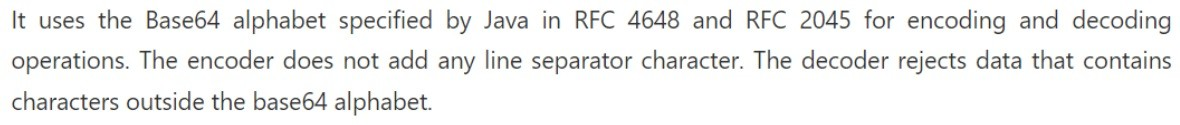 It uses the Base64 alphabet specified by Java in RFC 4648 and RFC 2045 for encoding and decoding
operations. The encoder does not add any line separator character. The decoder rejects data that contains
characters outside the base64 alphabet.